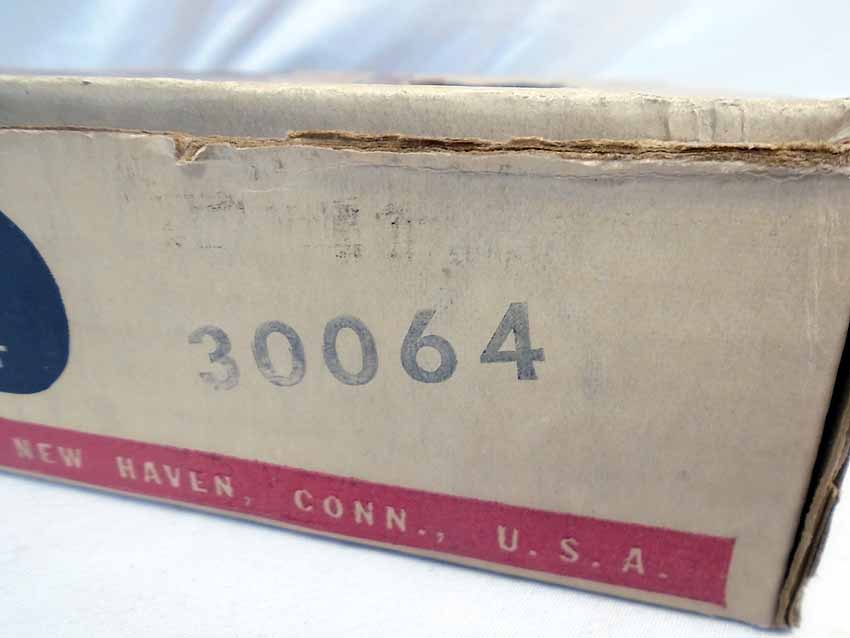 30064
NEW HAVEN, CONN., U.S.A.